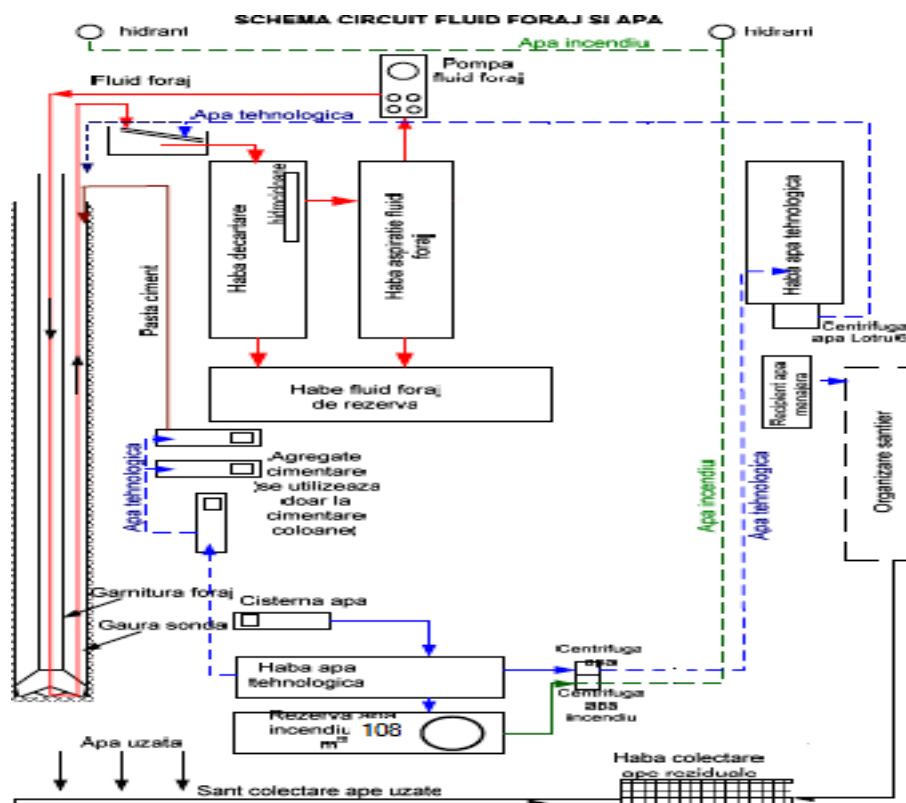 SCHEMA CIRCUIT FLUID FORAJ SI APA
hidrant
hidrant
Apa incendiu
Pompa
fluid foraj
Fluid foraj
Apa tehnologica
Haba decantare
hidrocicloane
Haba aspiratie fluid
foraj
Haba apa tehnologica
Centrifuga
apa Lotru6
Pasta ciment
Habe fluid foraj
de rezerva
Recipient apa
menajera
Organizare santier
Agregate
cimentare
)se utilizeaza
doar la
cimentare
coloane(
Apa tehnologica
Apa incendiu
Apa tehnologica
Garnitura foraj
Gaura sonda
Cisterna apa
Haba apa
tehnologica
Centrifuga
apa
Centrifuga
apa
incendiu
Rezerva apa
incendiu 108
m
Apa uzata
Haba colectare
ape reziduale
Sant colectare ape uzate